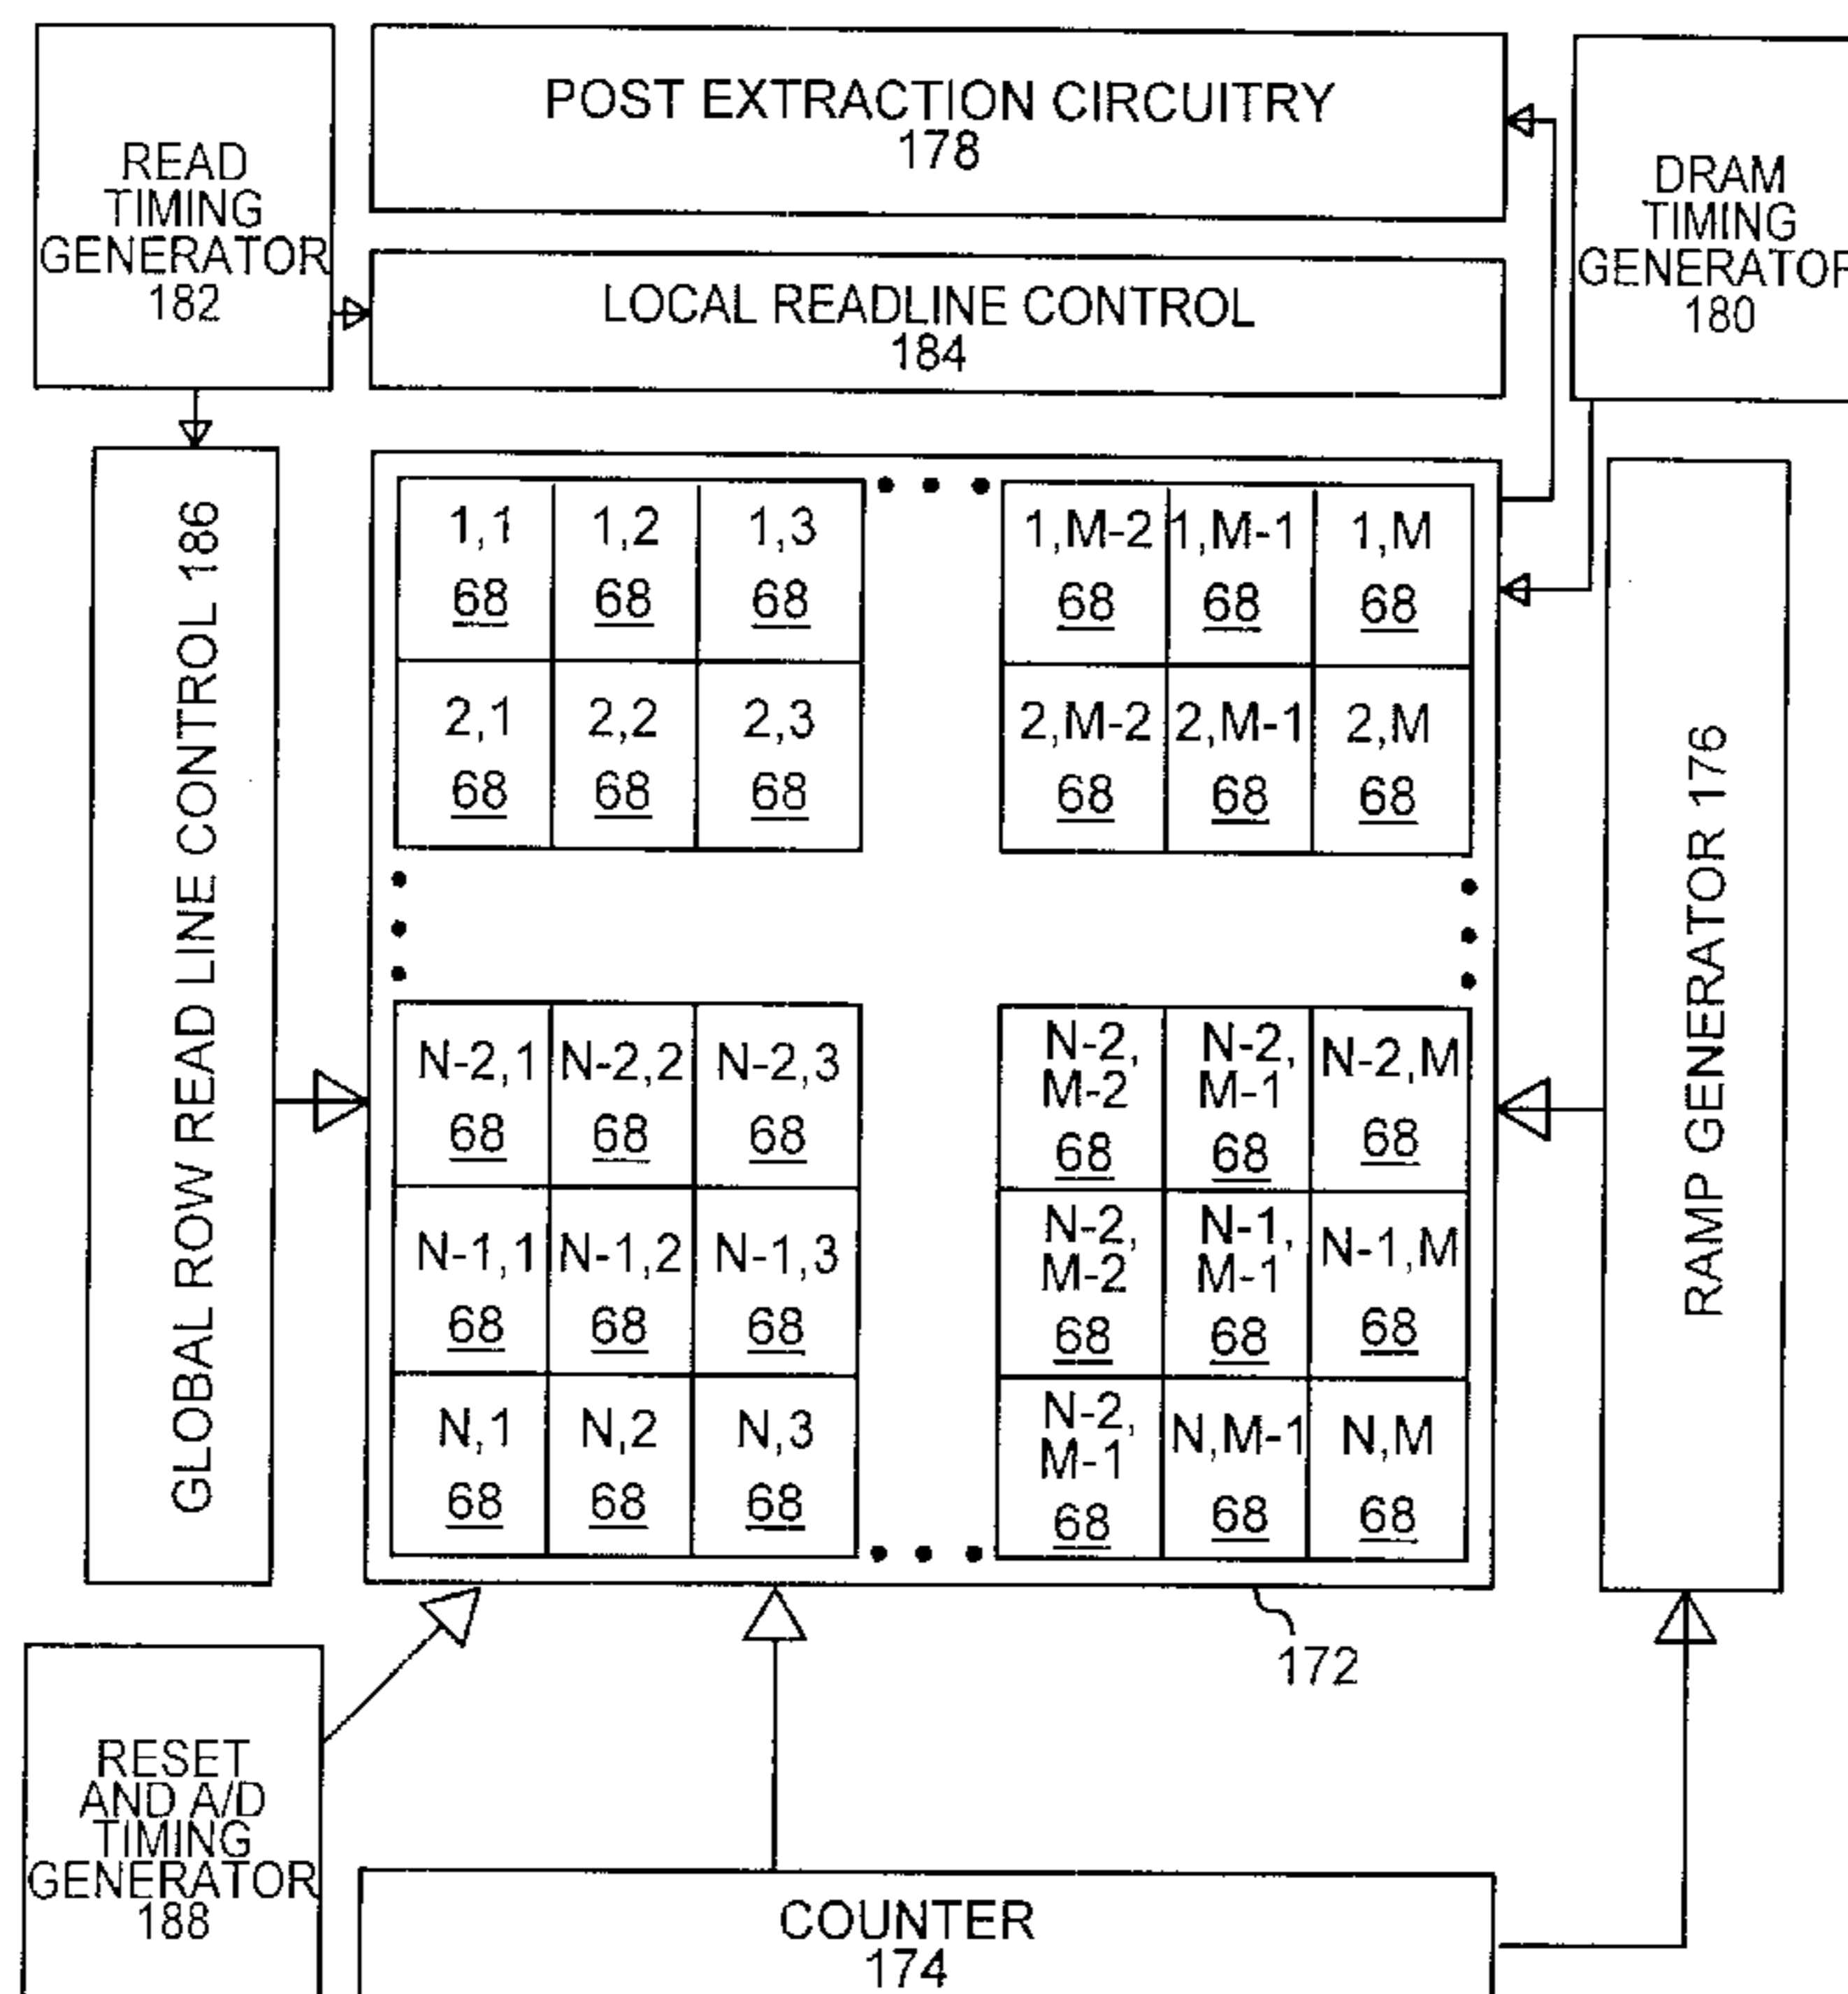 READ
TIMING
GENERATOR
182
POST EXTRACTION CIRCUITRY
178
LOCAL READLINE CONTROL
184
DRAM
TIMING
GENERATOR
180
GLOBAL ROW READ LINE CONTROL 186
1,1 1,2 1,3 1,M-2 1,M-1 1,M
68 68 68 68 68 68
2,1 2,2 2,3 2,M-2 2,M-1 2,M
68 68 68 68 68 68
N-2,1 N-2,2 N-2,3 N-2, N-2, N-2,M
M-2 M-1
68 68 68 68 68 68
N-1,1 N-1,2 N-1,3 N-2, N-1, N-1,M
M-2 M-1
68 68 68 68 68 68
N,1 N,2 N,3 N-2, N,M-1 N,M
M-1
68 68 68 68 68 68
RAMP GENERATOR 176
172
RESET
AND A/D
TIMING
GENERATOR
188
COUNTER
174